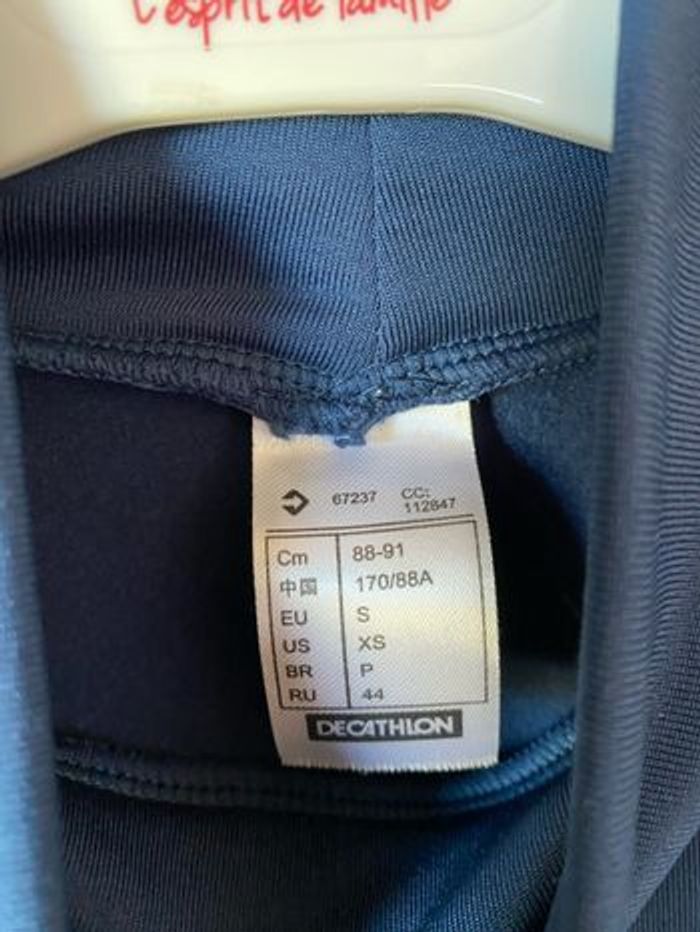 L'esprit de famille
67237 CC:
112847
Cm 88-91
中国 170/88A
EU S
US XS
BR P
RU 44
DECATHLON